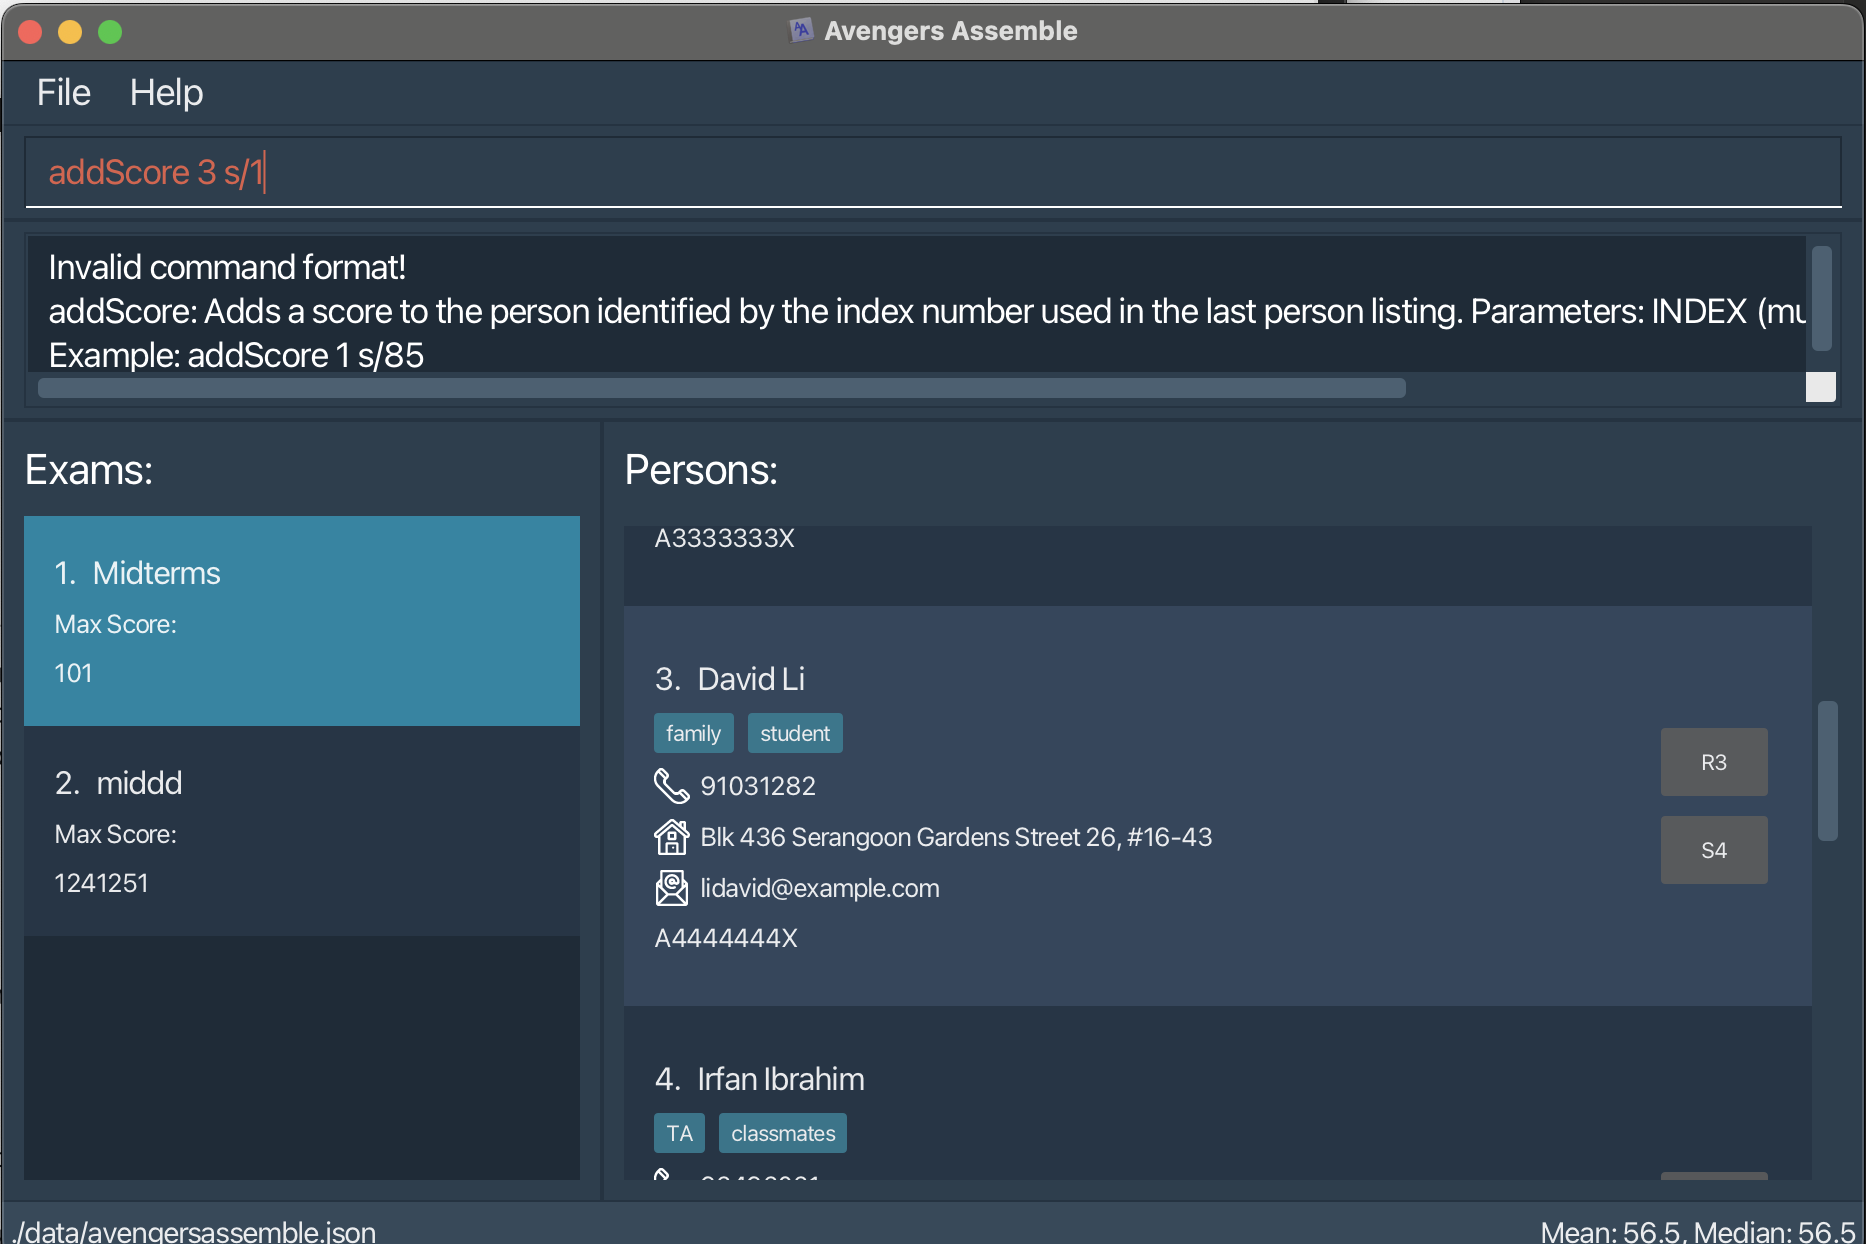 Avengers Assemble
File Help
addScore 3 s/1
Invalid command format!
addScore: Adds a score to the person identified by the index number used in the last person listing. Parameters: INDEX (mu
Example: addScore 1 s/85
Exams:
1. Midterms
Max Score:
101
2. middd
Max Score:
1241251
Persons:
A3333333X
3. David Li
family student
91031282
Blk 436 Serangoon Gardens Street 26, #16-43
lidavid@example.com
A4444444X
R3
S4
4. Irfan Ibrahim
TA classmates
./data/avengersassemble.json
Mean: 56.5, Median: 56.5